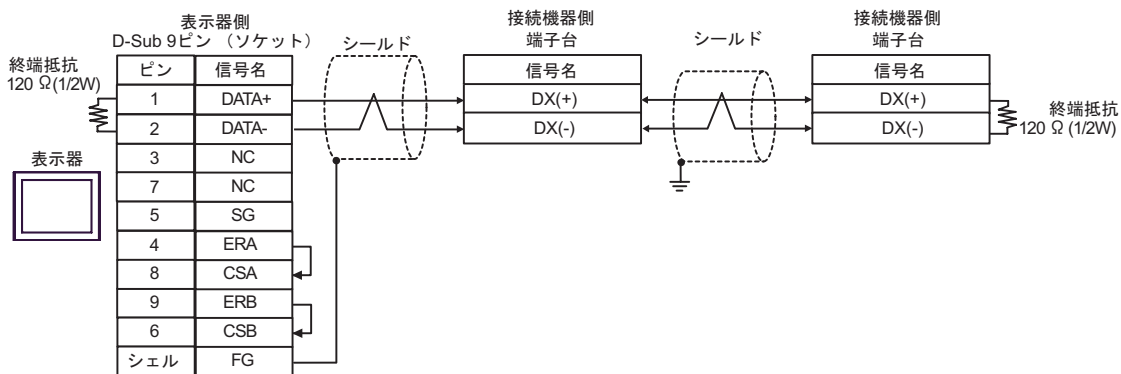 表示器側
D-Sub 9ピン （ソケット）
終端抵抗
120 Ω(1/2W)
ピン 信号名
1 DATA+
2 DATA-
3 NC
7 NC
5 SG
4 ERA
8 CSA
9 ERB
6 CSB
シェル FG
表示器
シールド
接続機器側
端子台
信号名
DX(+)
DX(-)
シールド
接続機器側
端子台
信号名
DX(+)
DX(-)
終端抵抗
120 Ω (1/2W)